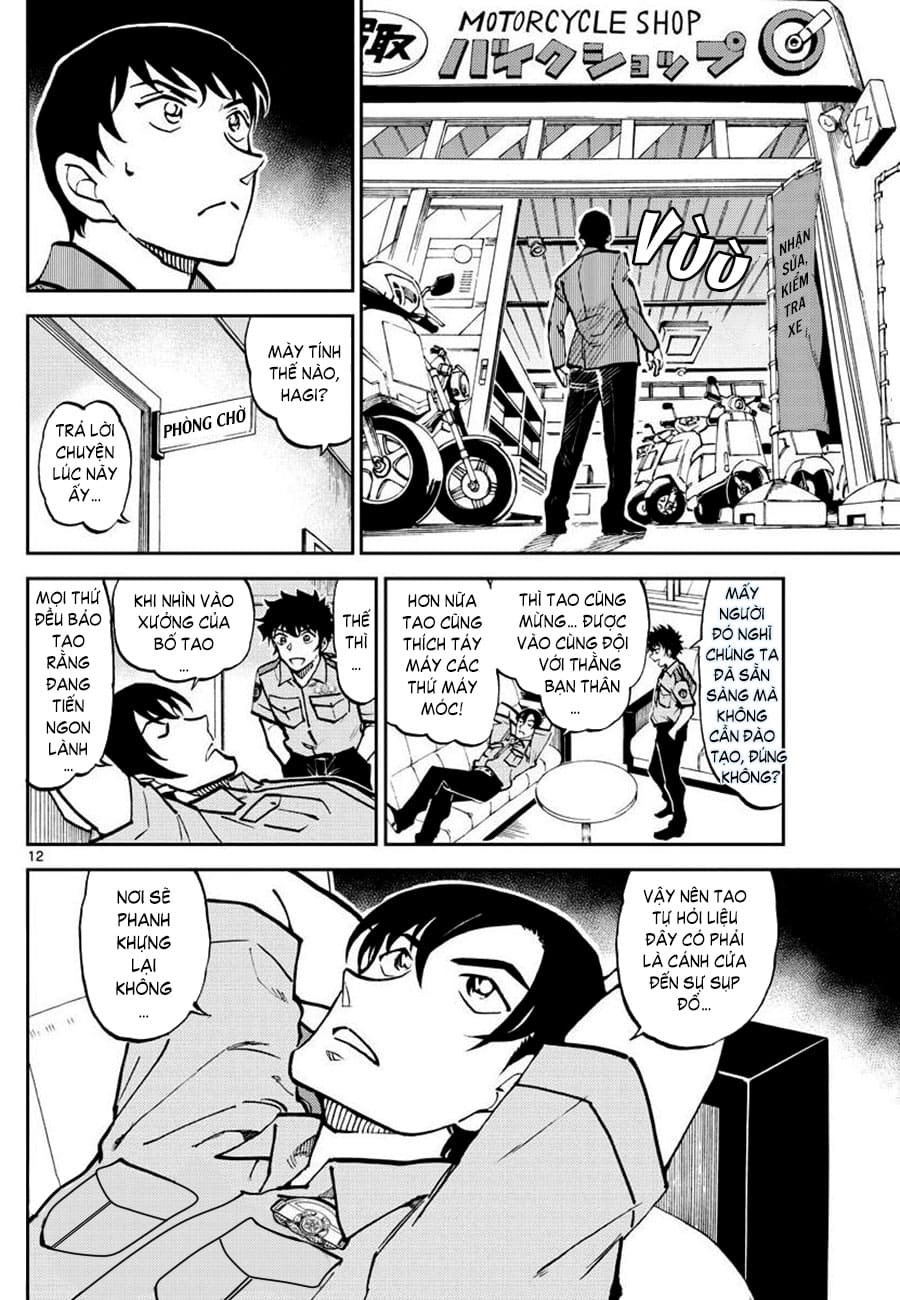 買取
MOTORCYCLE SHOP
バイクショップ
VÙÙ
NHẬN
SỬA,
KIỂM
TRA
XE
MÀY TÍNH
THẾ NÀO,
HAGI?
PHÒNG CHỜ
TRẢ LỜI
CHUYỆN
LÚC NÀY
ẤY...
MẤY
NGƯỜI
ĐÓ NGHĨ
CHÚNG TA
ĐÃ SẴN
SÀNG MÀ
KHÔNG
CẦN ĐÀO
TẠO, ĐÚNG
KHÔNG?
THÌ TAO CŨNG
MỪNG... ĐƯỢC
VÀO CÙNG ĐỘI
VỚI THẰNG
BẠN THÂN
...
HƠN NỮA
TAO CŨNG
THÍCH TÁY
MÁY CÁC
THỨ MÁY
MÓC!
THẾ
THÌ
...
KHI NHÌN VÀO
XƯỞNG CỦA
BỐ TAO
...
MỌI THỨ
ĐỀU BẢO
TAO
RẰNG
ĐANG
TIẾN
NGON
LÀNH
...
12
VẬY NÊN TAO
TỰ HỎI LIỆU
ĐÂY CÓ PHẢI
LÀ CÁNH CỬA
ĐẾN SỰ SỤP
ĐỔ...
NƠI SẼ
PHANH
KHỰNG
LẠI
KHÔNG
...